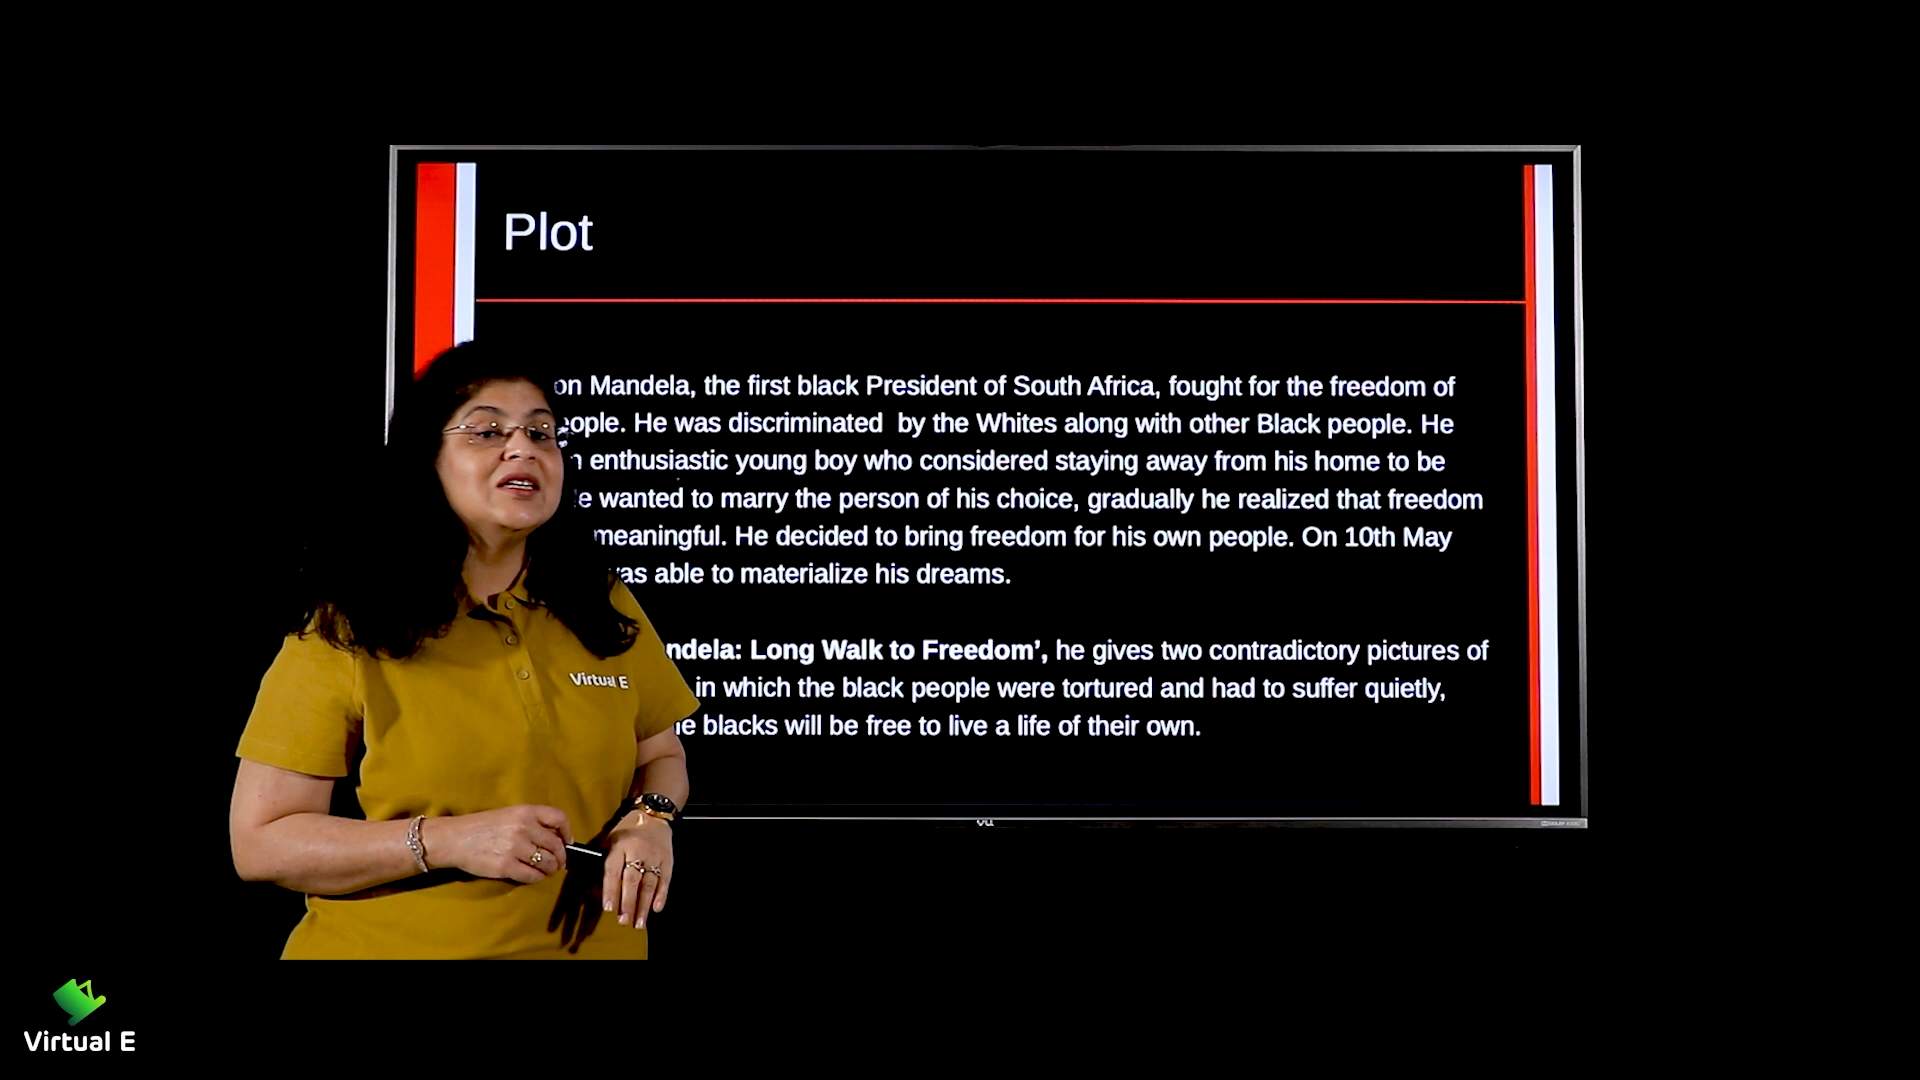 Plot
Mandela, the first black President of South Africa, fought for the freedom of
He was discriminated by the Whites along with other Black people. He
enthusiastic young boy who considered staying away from his home to be
wanted to marry the person of his choice, gradually he realized that freedom
meaningful. He decided to bring freedom for his own people. On 10th May
was able to materialize his dreams.
Long Walk to Freedom’, he gives two contradictory pictures of
in which the black people were tortured and had to suffer quietly,
blacks will be free to live a life of their own.
Virtual E
Virtual E